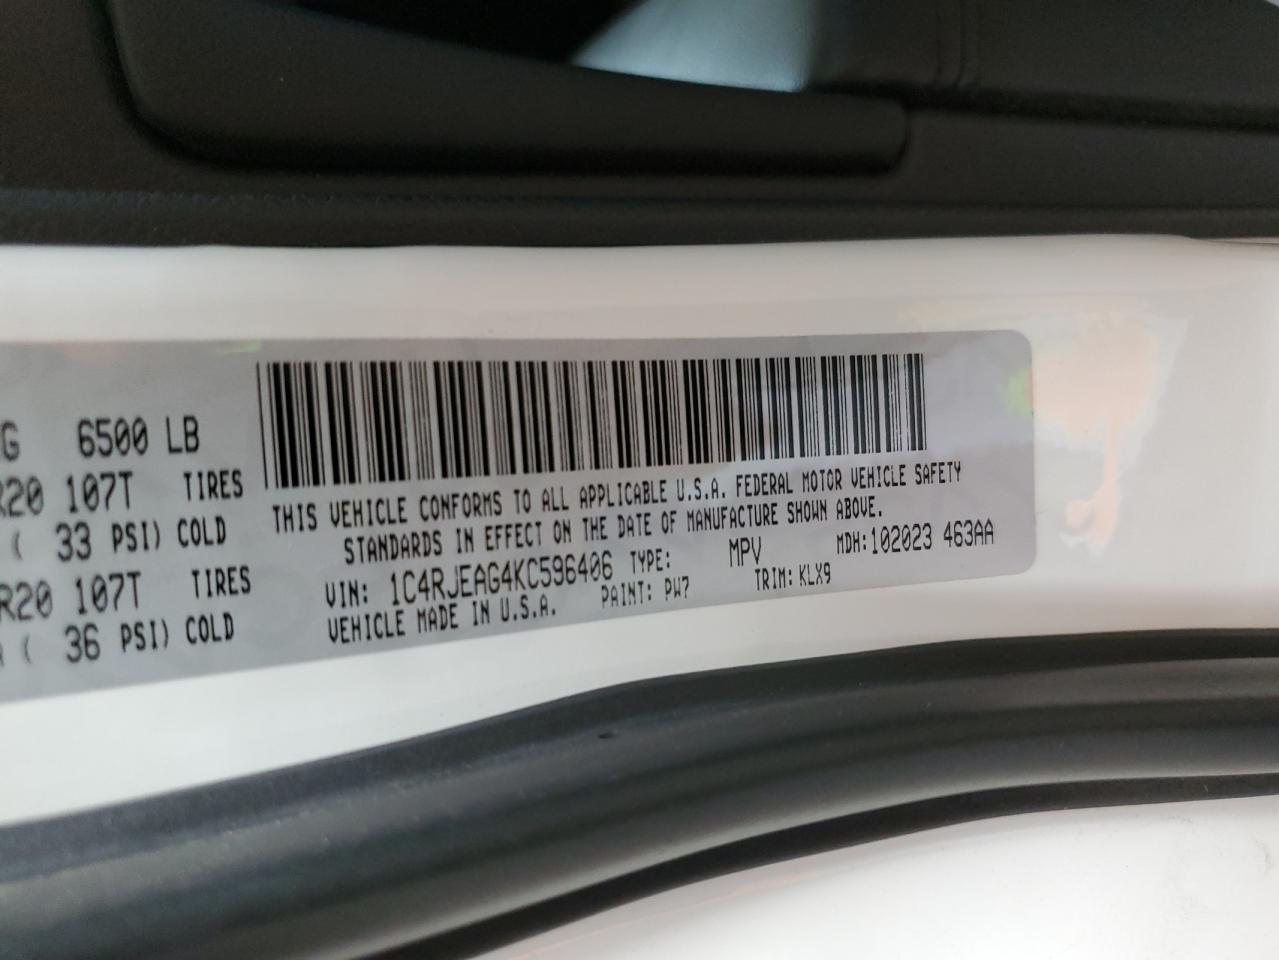 G 6500 LB
R20 107T TIRES
( 33 PSI) COLD
R20 107T TIRES
( 36 PSI) COLD
THIS VEHICLE CONFORMS TO ALL APPLICABLE U.S.A. FEDERAL MOTOR VEHICLE SAFETY
STANDARDS IN EFFECT ON THE DATE OF MANUFACTURE SHOWN ABOVE.
VIN: 1C4RJEAG4KC596406 TYPE: MPV MDH:102023 463AA
VEHICLE MADE IN U.S.A. PAINT: PW7 TRIM: KLX9